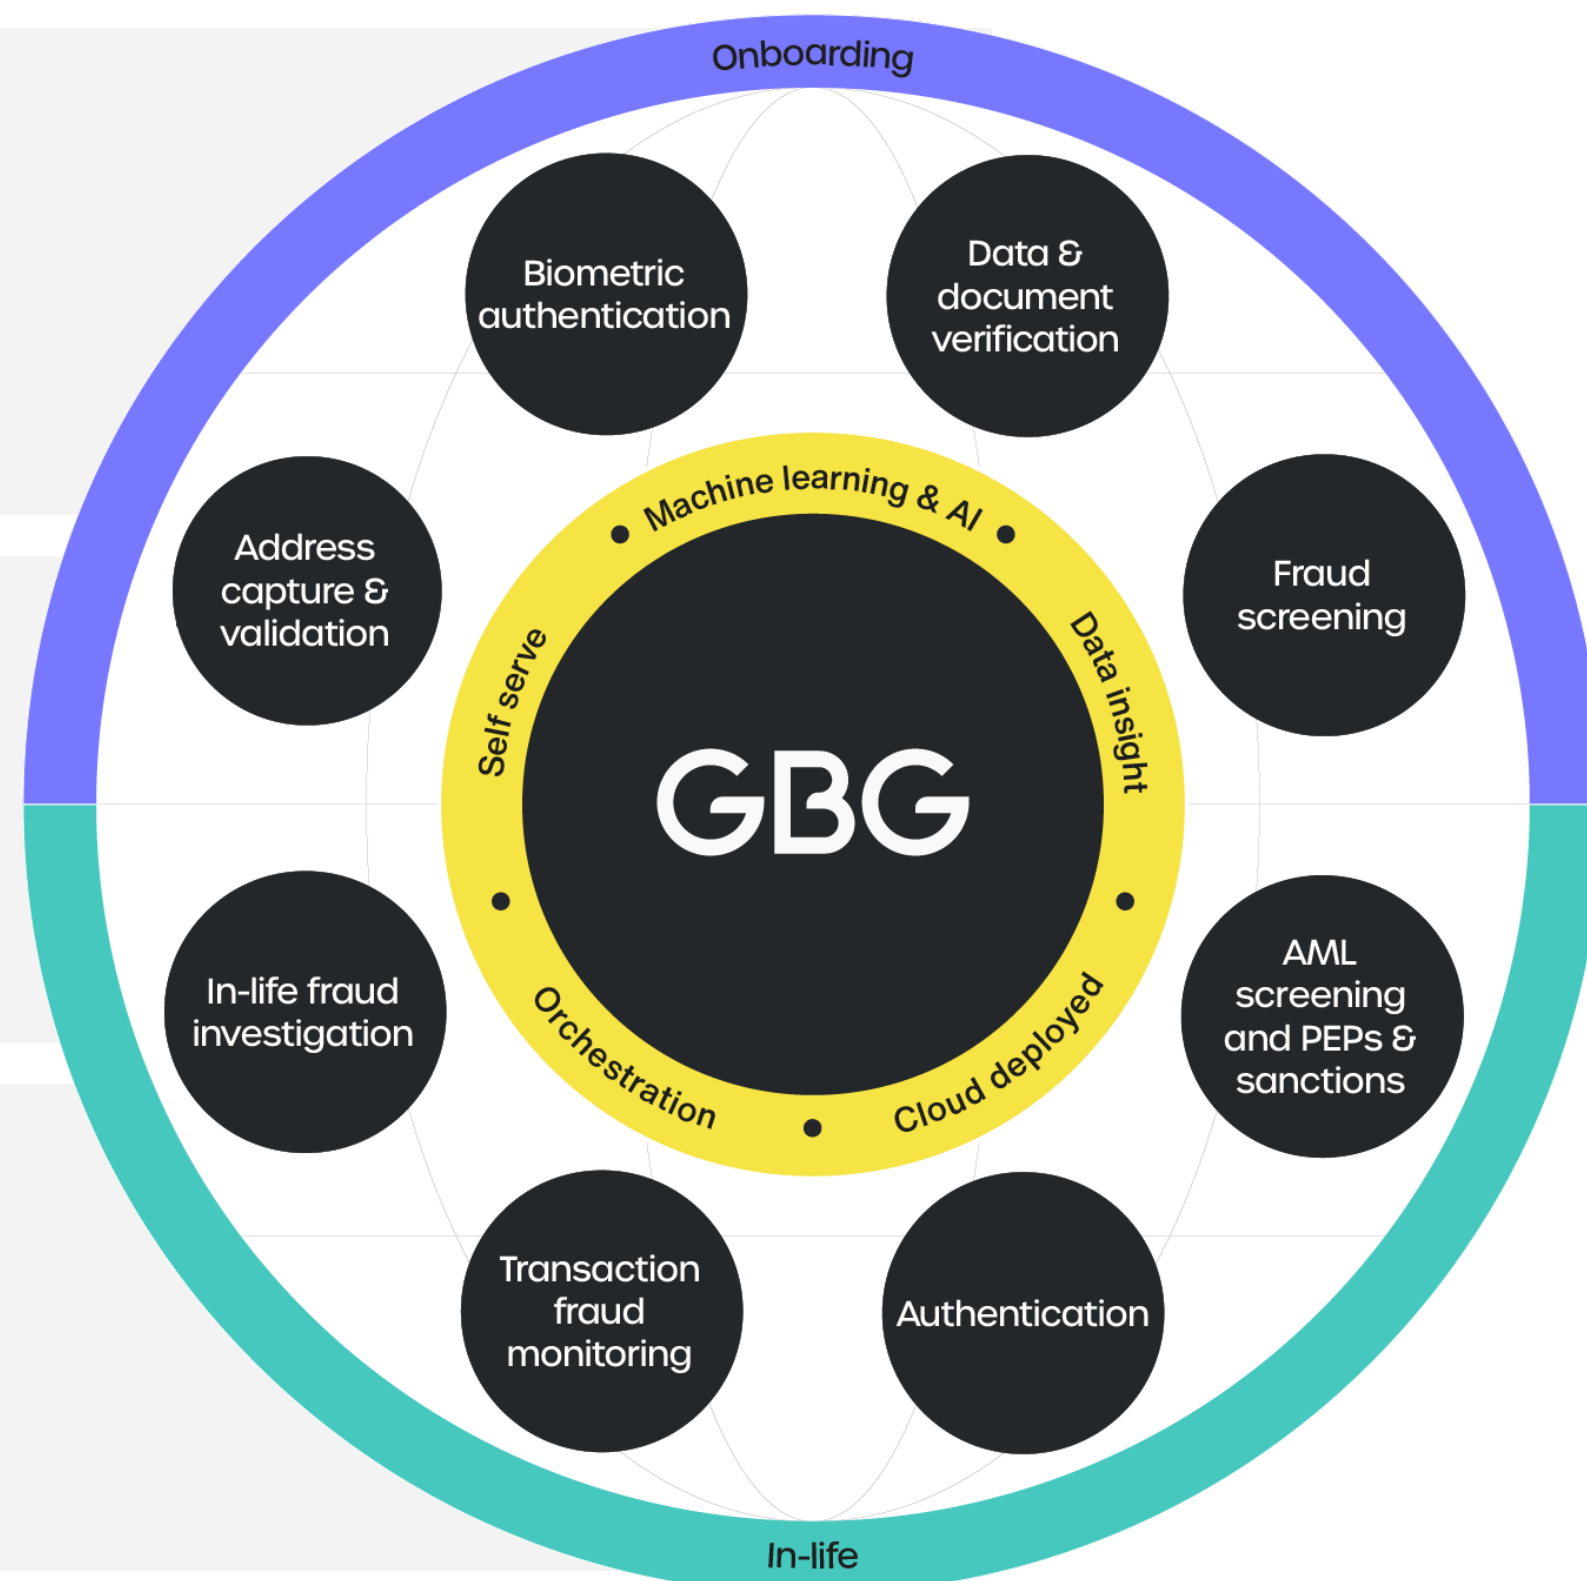 Onboarding
Biometric
authentication
Data &
document
verification
Address
capture &
validation
Machine learning & AI
Fraud
screening
Self serve
Data insight
GBG
In-life fraud
investigation
Orchestration
Cloud deployed
AML
screening
and PEPs &
sanctions
Transaction
fraud
monitoring
Authentication
In-life